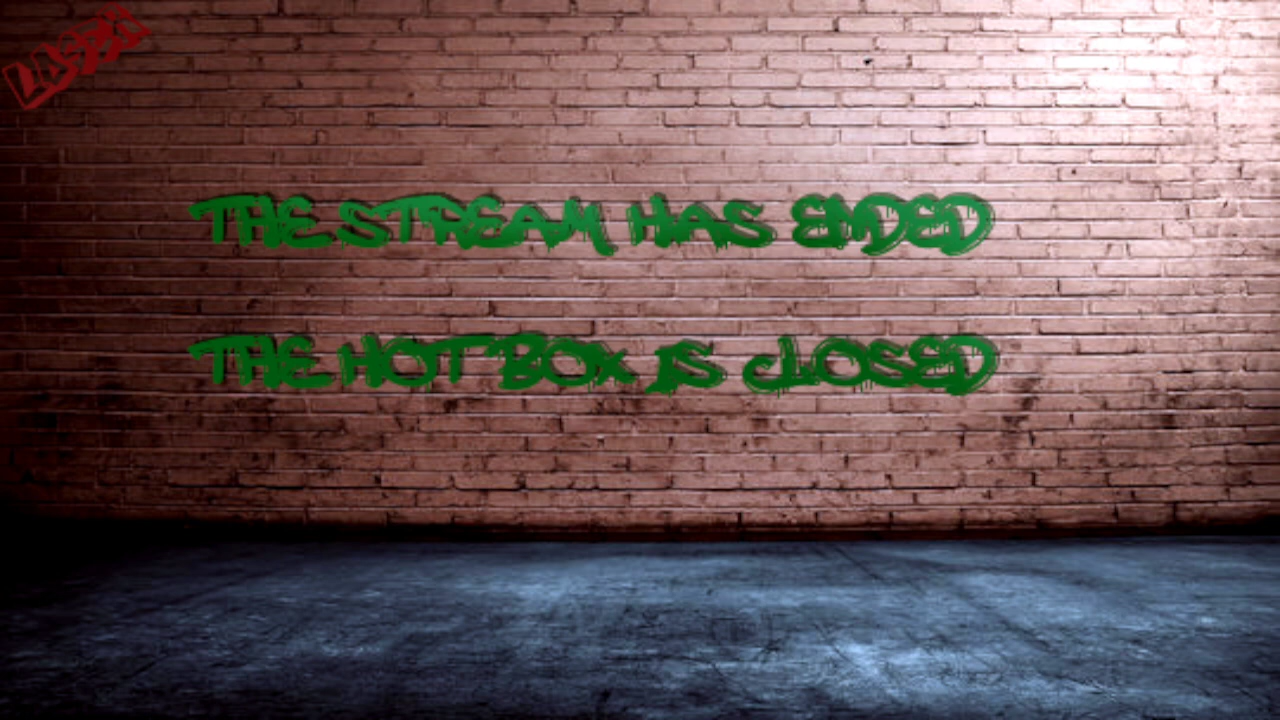 THE STREAM HAS ENDED
THE HOT BOX IS CLOSED